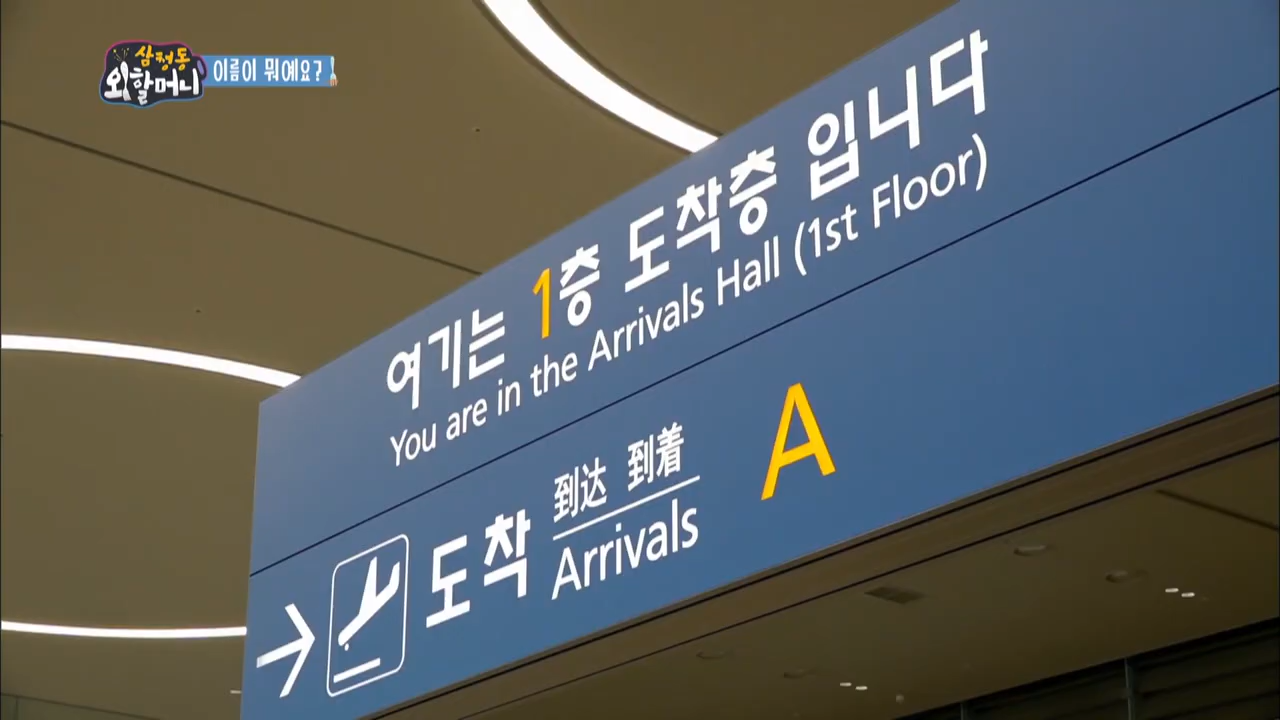 삼청동
외할머니
이름이 뭐예요?
여기는 1층 도착층 입니다
You are in the Arrivals Hall (1st Floor)
도착 到达 到着 A
Arrivals